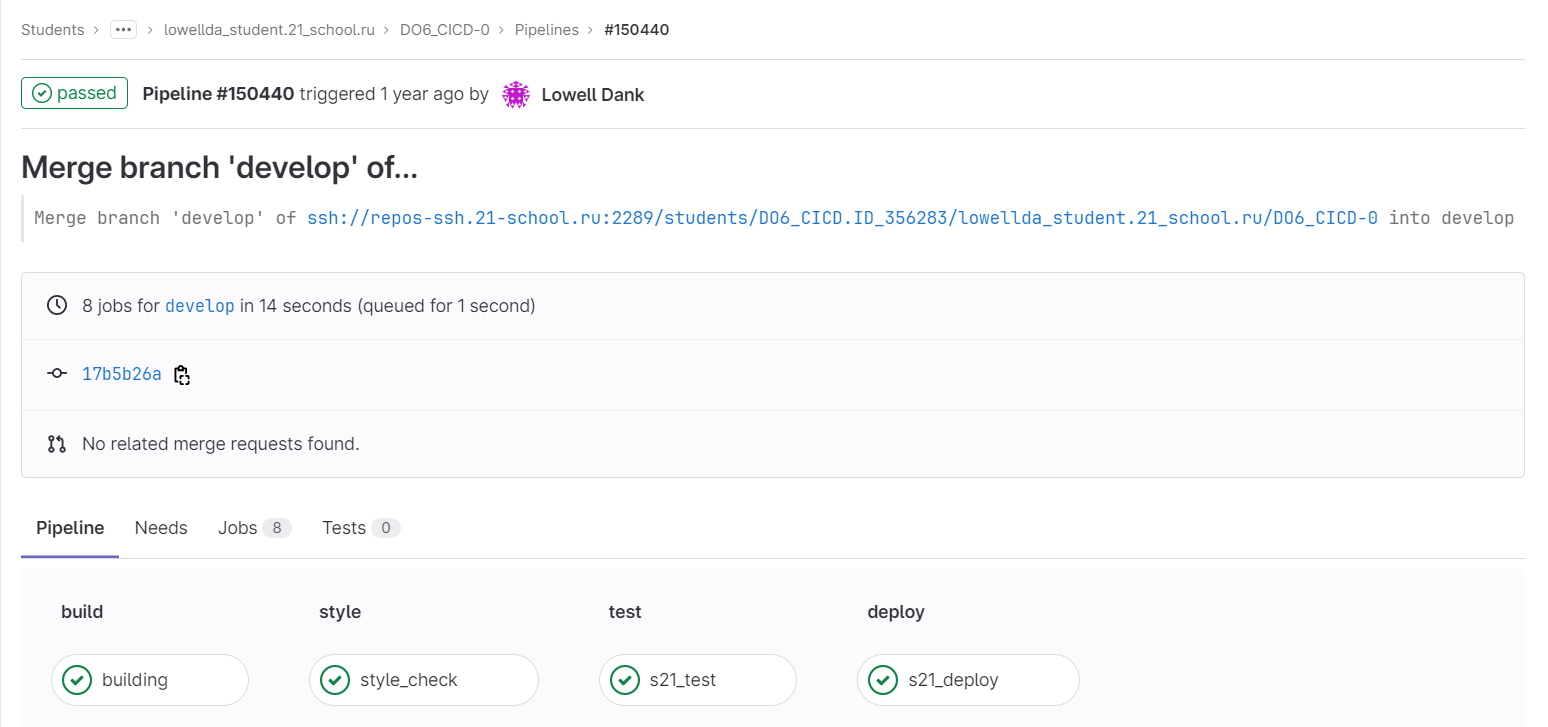 Students > ... > lowellda_student.21_school.ru > DO6_CICD-0 > Pipelines > #150440
passed Pipeline #150440 triggered 1 year ago by Lowell Dank
Merge branch 'develop' of...
Merge branch 'develop' of ssh://repos-ssh.21-school.ru:2289/students/DO6_CICD.ID_356283/lowellda_student.21_school.ru/DO6_CICD-0 into develop
8 jobs for develop in 14 seconds (queued for 1 second)
17b5b26a
No related merge requests found.
Pipeline Needs Jobs 8 Tests 0
build style test deploy
building style_check s21_test s21_deploy